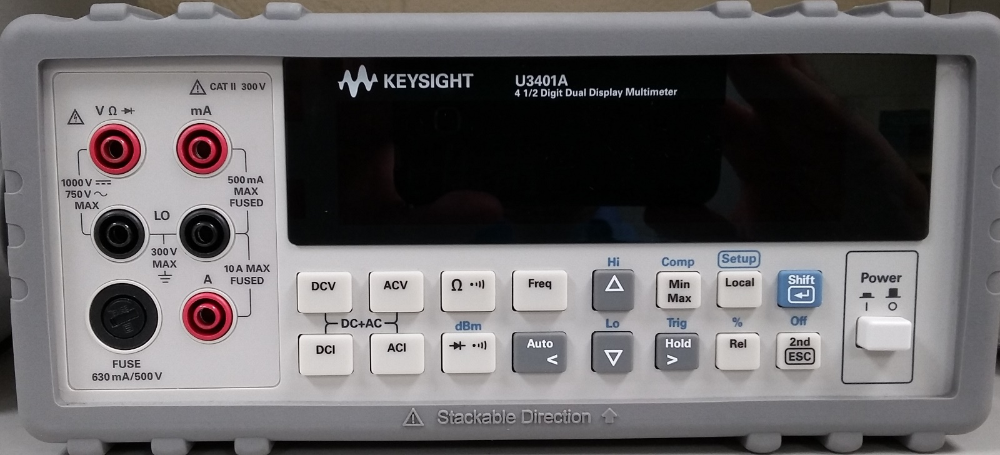 KEYSIGHT
U3401A
4 1/2 Digit Dual Display Multimeter
CAT II 300 V
V Ω
mA
1000 V
750 V
MAX
500 mA
MAX
FUSED
LO
300 V
MAX
10 A MAX
FUSED
A
FUSE
630 mA/500 V
Hi
Comp
Setup
DCV
ACV
Ω
Freq
Min
Max
Local
Shift
DC+AC
dBm
Lo
Trig
%
Off
DCI
ACI
Auto
<
Hold
>
Rel
2nd
ESC
Power
I O
Stackable Direction